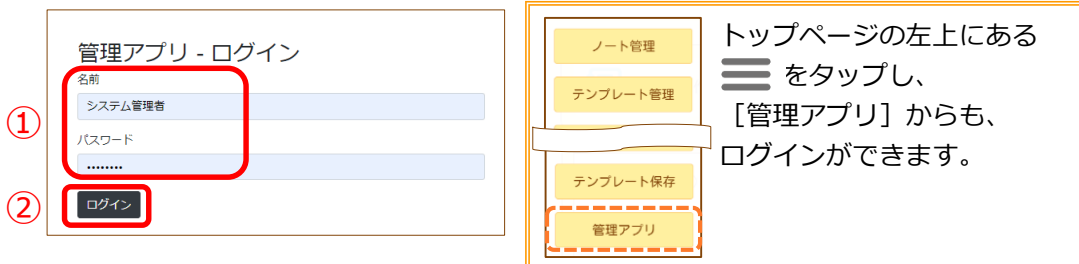 管理アプリ - ログイン
名前
システム管理者
①
パスワード
••••••••
②
ログイン
ノート管理
テンプレート管理
テンプレート保存
管理アプリ
トップページの左上にある
をタップし、
［管理アプリ］からも、
ログインができます。